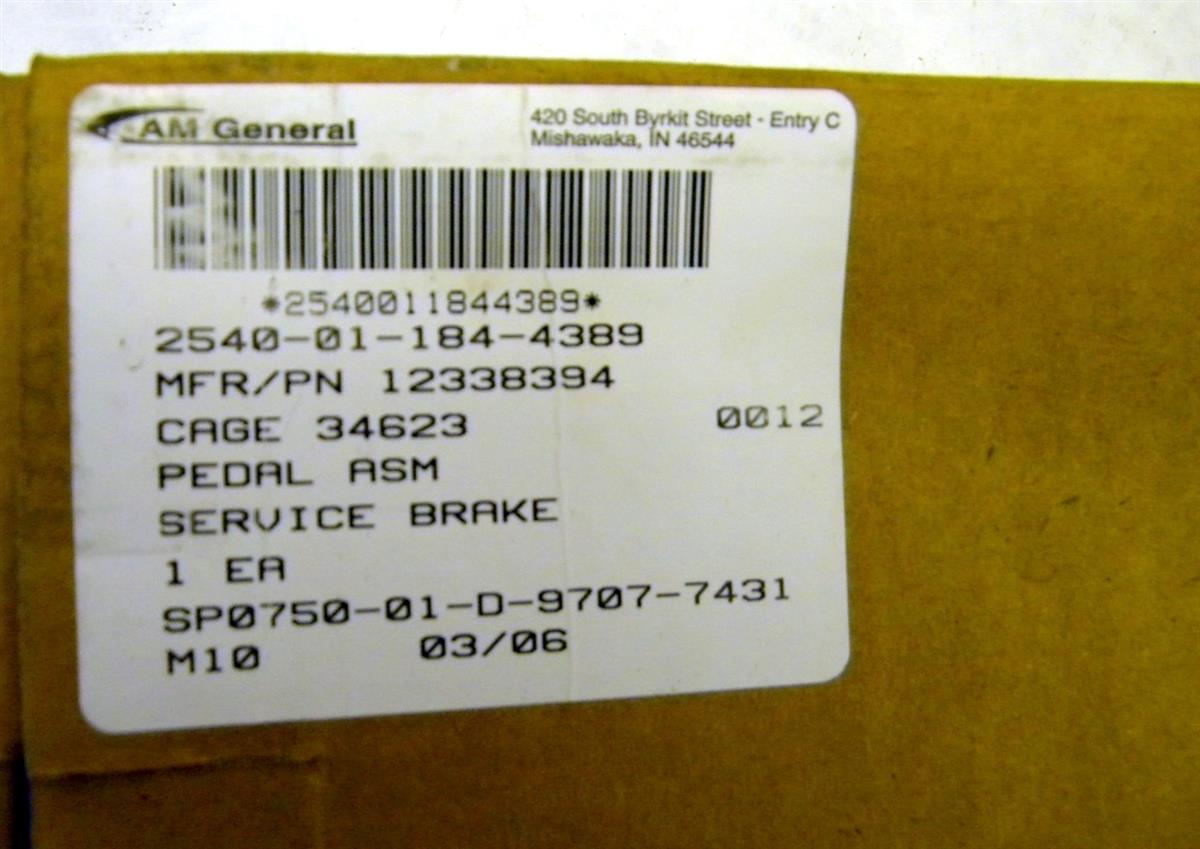 AM General
420 South Byrkit Street - Entry C
Mishawaka, IN 46544
*2540011844389*
2540-01-184-4389
MFR/PN 12338394
CAGE 34623
0012
PEDAL ASM
SERVICE BRAKE
1 EA
SP0750-01-D-9707-7431
M10 03/06